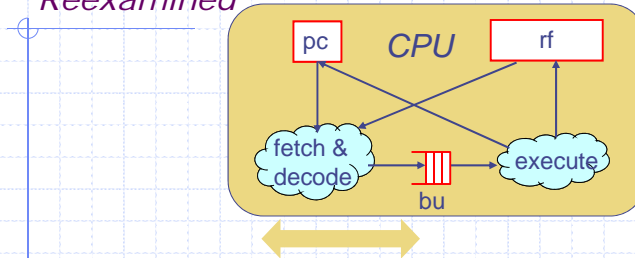 Reexamined
pc
CPU
rf
fetch &
decode
execute
bu